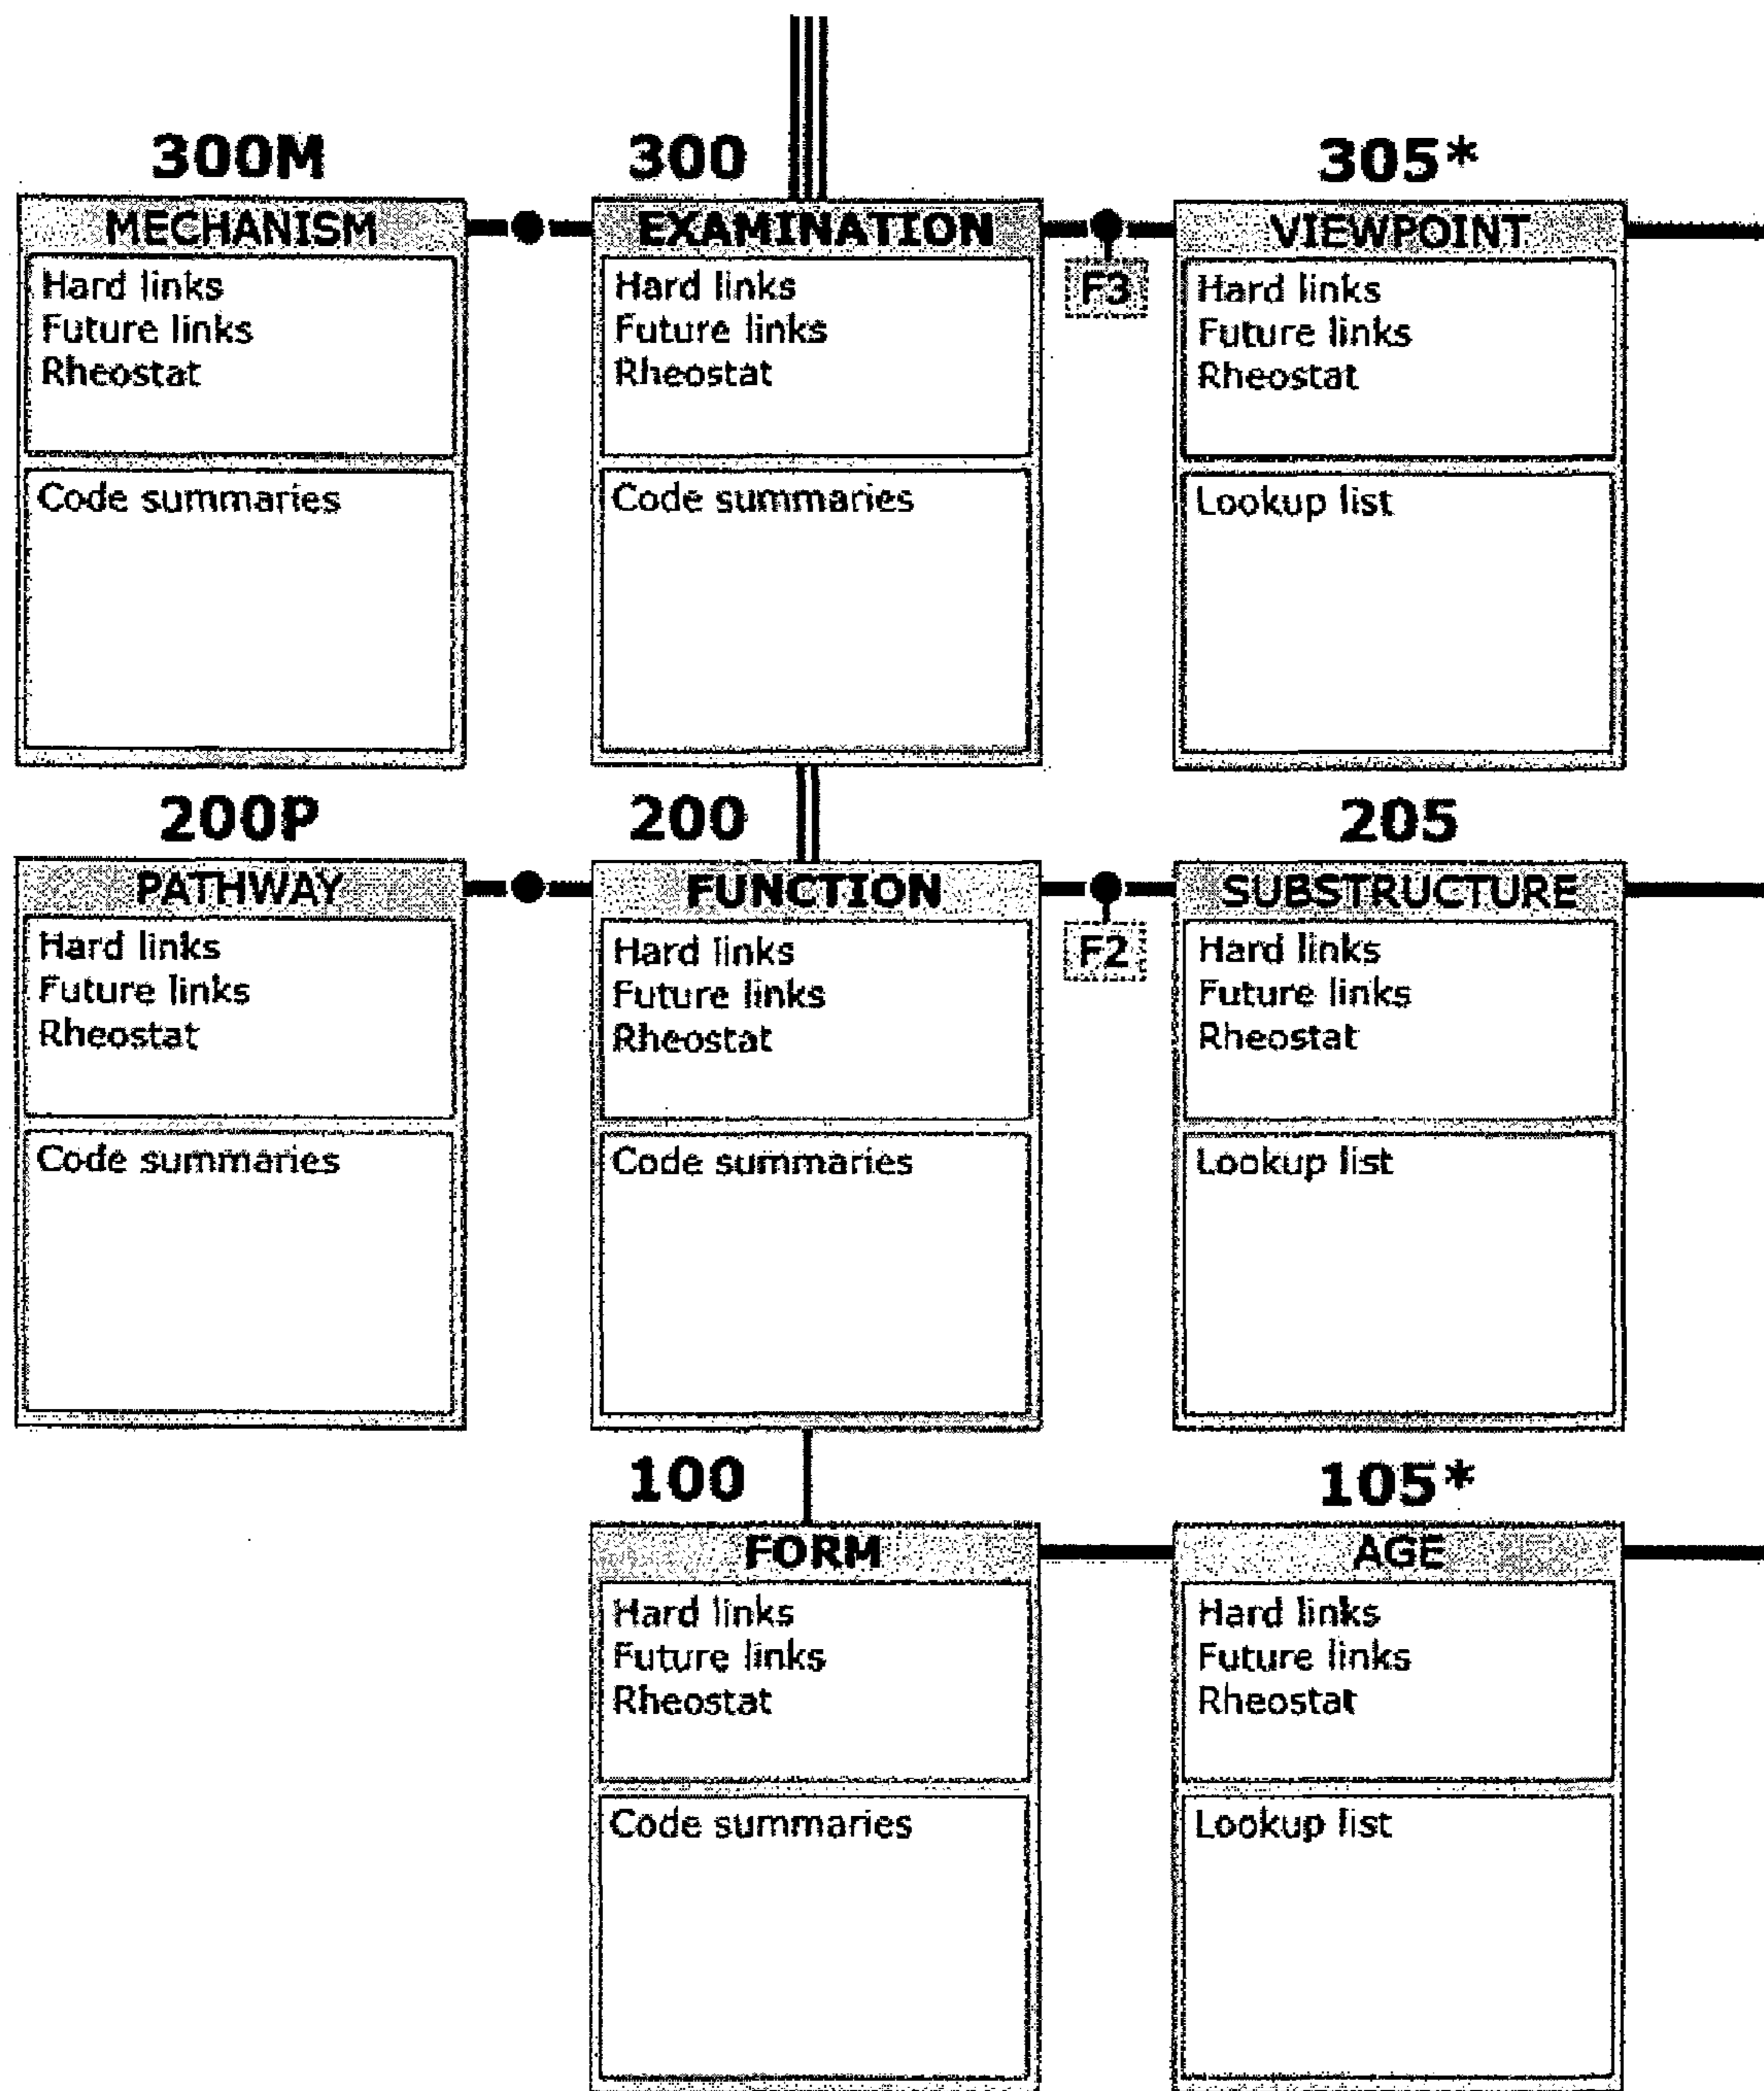 300M
300
305*
MECHANISM
EXAMINATION
VIEWPOINT
F3
Hard links
Future links
Rheostat
Code summaries
Hard links
Future links
Rheostat
Code summaries
Hard links
Future links
Rheostat
Lookup list
200P
200
205
PATHWAY
FUNCTION
SUBSTRUCTURE
F2
Hard links
Future links
Rheostat
Code summaries
Hard links
Future links
Rheostat
Code summaries
Hard links
Future links
Rheostat
Lookup list
100
105*
FORM
AGE
Hard links
Future links
Rheostat
Code summaries
Hard links
Future links
Rheostat
Lookup list